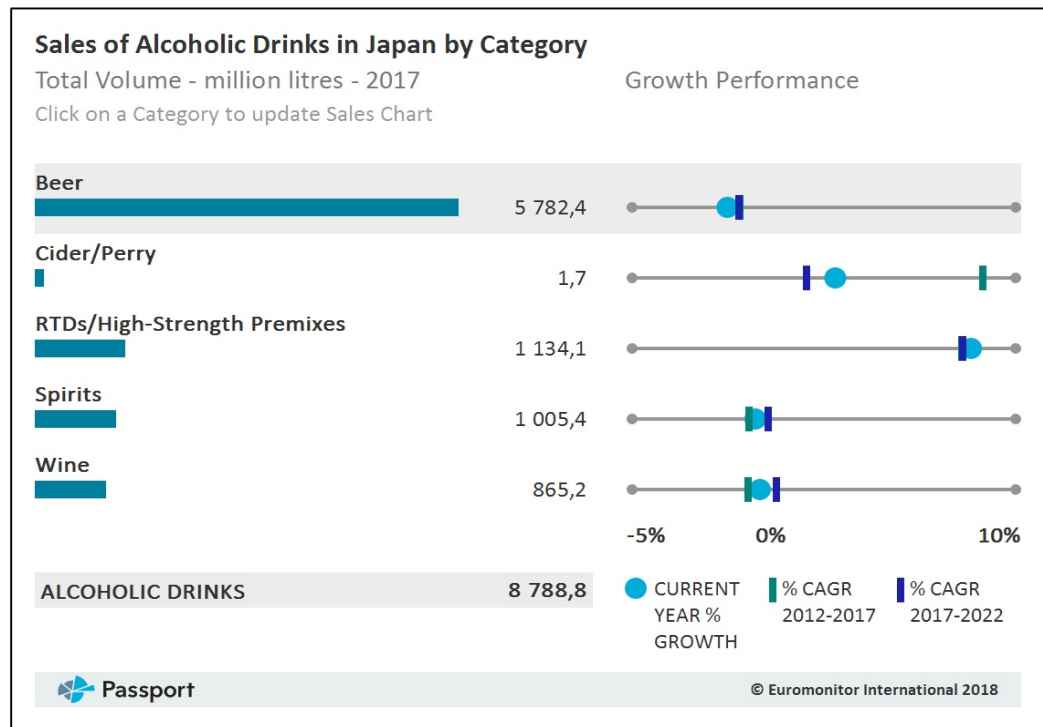 Sales of Alcoholic Drinks in Japan by Category
Total Volume - million litres - 2017
Growth Performance
Click on a Category to update Sales Chart
Beer
5 782,4
Cider/Perry
1,7
RTDs/High-Strength Premixes
1 134,1
Spirits
1 005,4
Wine
865,2
-5% 0% 10%
ALCOHOLIC DRINKS 8 788,8
CURRENT YEAR % GROWTH
% CAGR 2012-2017
% CAGR 2017-2022
Passport
© Euromonitor International 2018